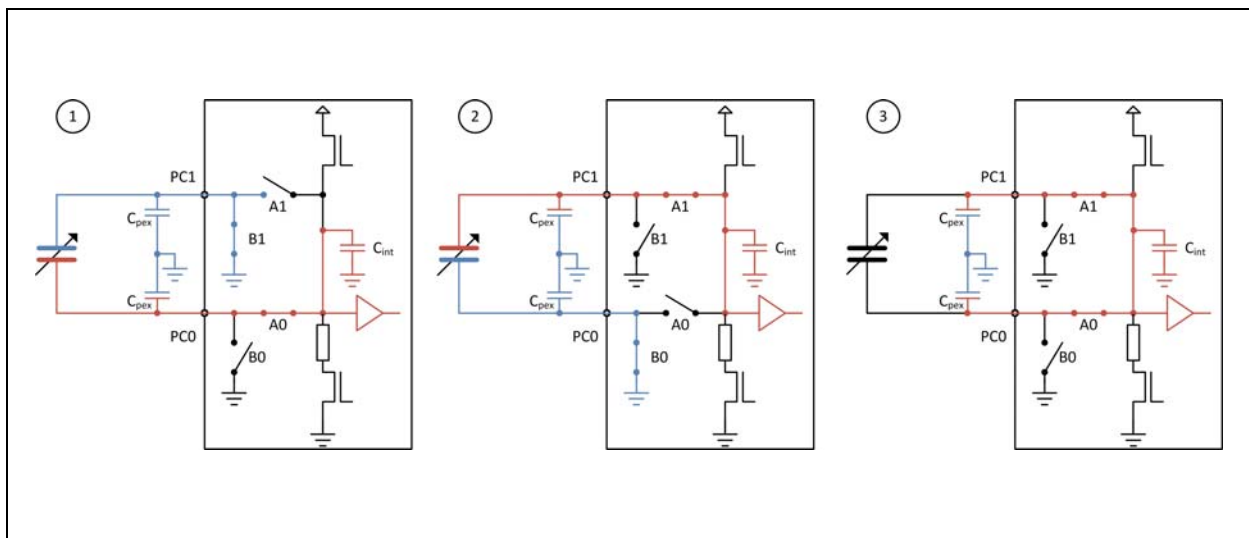 1
PC1
A1
Cpex
B1
Cint
Cpex
A0
PC0
B0
2
PC1
A1
Cpex
B1
Cint
Cpex
A0
PC0
B0
3
PC1
A1
Cpex
B1
Cint
Cpex
A0
PC0
B0